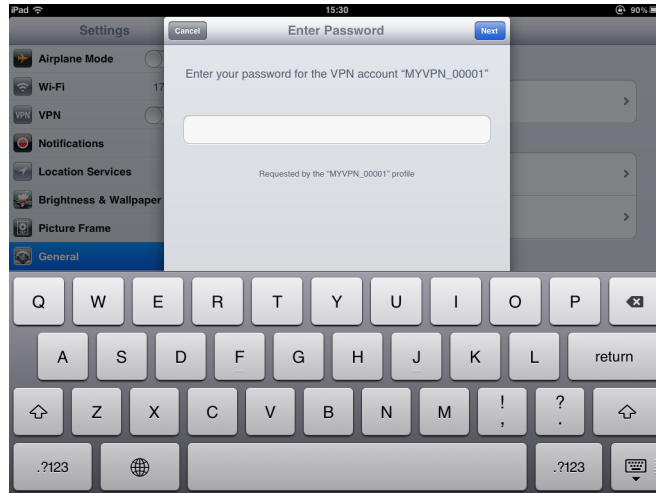 iPad 15:30 90%
Settings
Cancel Enter Password Next
Airplane Mode
Enter your password for the VPN account “MYVPN_00001”
Wi-Fi 17
VPN VPN
Notifications
Location Services
Requested by the “MYVPN_00001” profile
Brightness & Wallpaper
Picture Frame
General
Q W E R T Y U I O P
A S D F G H J K L return
Z X C V B N M ! , ? .
.?123 .?123